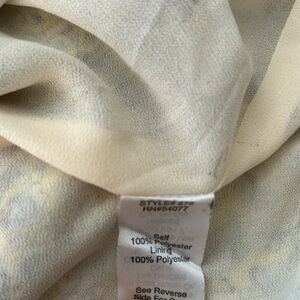 STYLE#
RN#54077
Self
100% Polyester
Lining
100% Polyester
See Reverse
Side For